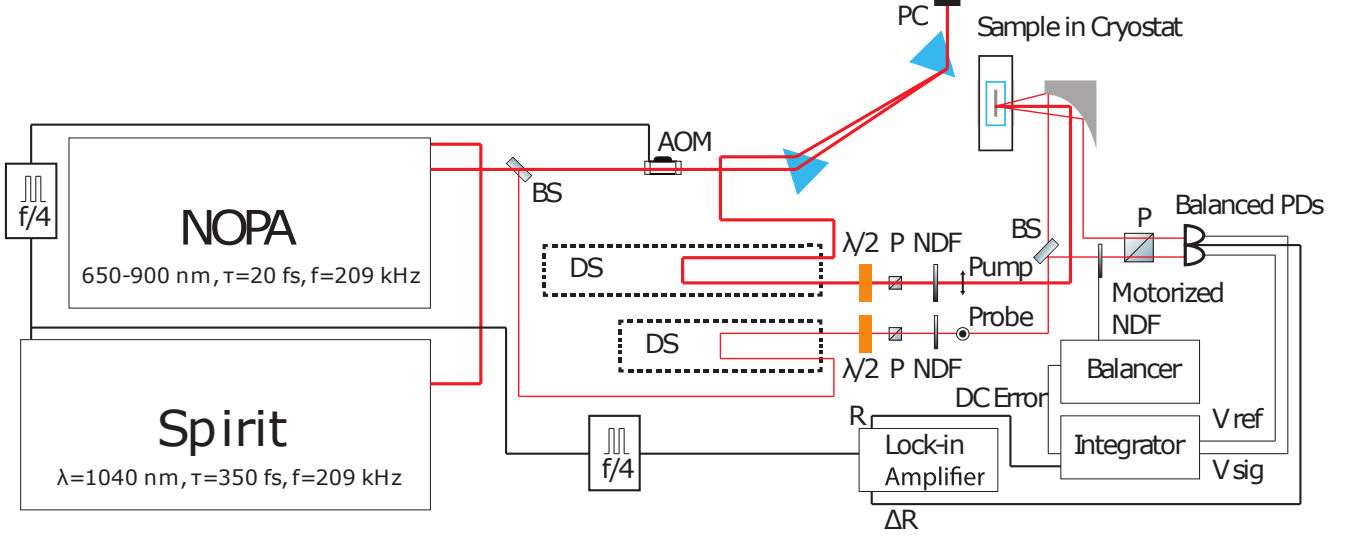 PC
Sample in Cryostat
AOM
BS
f/4
NOPA
650-900 nm, τ=20 fs, f=209 kHz
DS
λ/2 P NDF
Pump
BS
P
Balanced PDs
Motorized
NDF
DS
Probe
λ/2 P NDF
Balancer
DC Error
Spirit
λ=1040 nm, τ=350 fs, f=209 kHz
f/4
R
Lock-in
Amplifier
ΔR
Integrator
V ref
V sig